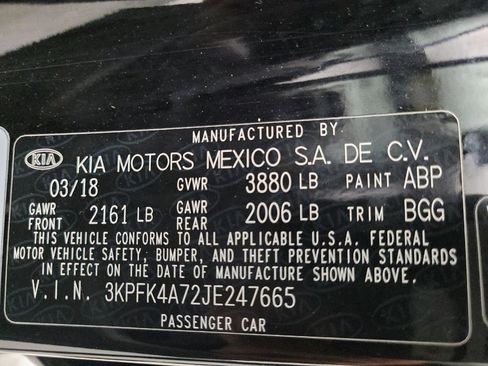 MANUFACTURED BY
KIA KIA MOTORS MEXICO S.A. DE C.V.
03/18 GVWR 3880 LB PAINT ABP
GAWR FRONT 2161 LB GAWR REAR 2006 LB TRIM BGG
THIS VEHICLE CONFORMS TO ALL APPLICABLE U.S.A. FEDERAL
MOTOR VEHICLE SAFETY, BUMPER, AND THEFT PREVENTION STANDARDS
IN EFFECT ON THE DATE OF MANUFACTURE SHOWN ABOVE.
V.I.N. 3KPFK4A72JE247665
PASSENGER CAR